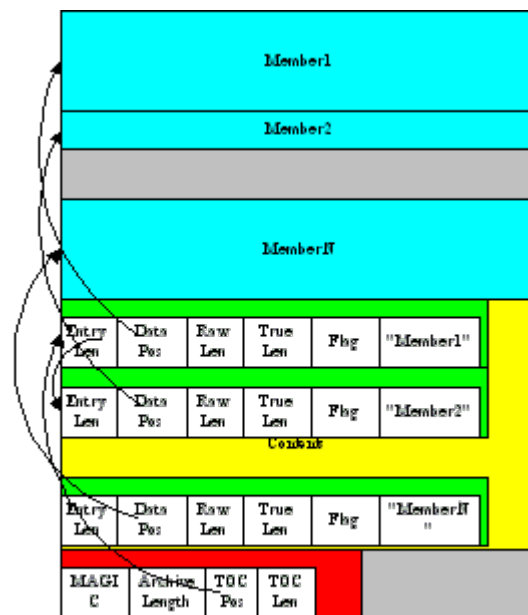 Member1
Member2
MemberN
Entry Len
Data Pos
Raw Len
True Len
Flag
"Member1"
Entry Len
Data Pos
Raw Len
True Len
Flag
"Member2"
Contents
Entry Len
Data Pos
Raw Len
True Len
Flag
"MemberN"
MAGIC
Archive Length
TOC Pos
TOC Len